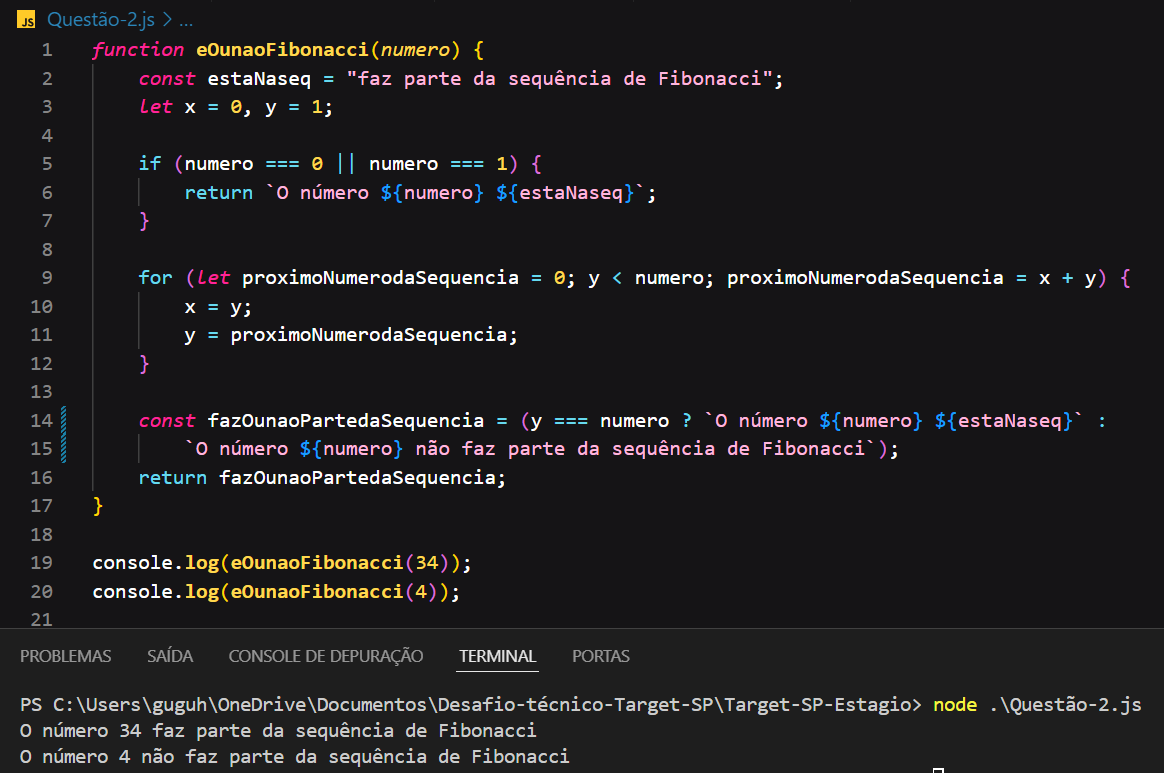 JS Questão-2.js > ...
1 function eOunaoFibonacci(numero) {
2     const estaNaseq = "faz parte da sequência de Fibonacci";
3     let x = 0, y = 1;
4
5     if (numero === 0 || numero === 1) {
6         return `O número ${numero} ${estaNaseq}`;
7     }
8
9     for (let proximoNumerodaSequencia = 0; y < numero; proximoNumerodaSequencia = x + y) {
10         x = y;
11         y = proximoNumerodaSequencia;
12     }
13
14     const fazOunaoPartedaSequencia = (y === numero ? `O número ${numero} ${estaNaseq}` :
15         `O número ${numero} não faz parte da sequência de Fibonacci`);
16     return fazOunaoPartedaSequencia;
17 }
18
19 console.log(eOunaoFibonacci(34));
20 console.log(eOunaoFibonacci(4));
21
PROBLEMAS SAÍDA CONSOLE DE DEPURAÇÃO TERMINAL PORTAS
PS C:\Users\guguh\OneDrive\Documentos\Desafio-técnico-Target-SP\Target-SP-Estagio> node .\Questão-2.js
O número 34 faz parte da sequência de Fibonacci
O número 4 não faz parte da sequência de Fibonacci